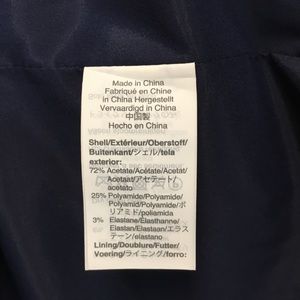 Made in China
Fabriqué en Chine
in China Hergestellt
Vervaardigd in China
中国製
Hecho en China
Shell/Extérieur/Oberstoff/
Buitenkant/シェル/tela
exterior:
72% Acetate/Acétate/Acetat/
Acetaat/アセテート/
acetato
25% Polyamide/Polyamide/
Polyamid/Polyamide/ポ
リアミド/poliamida
3% Elastane/Élasthanne/
Elastan/Elastaan/エラス
テーン/elastano
Lining/Doublure/Futter/
Voering/ライニング/forro: